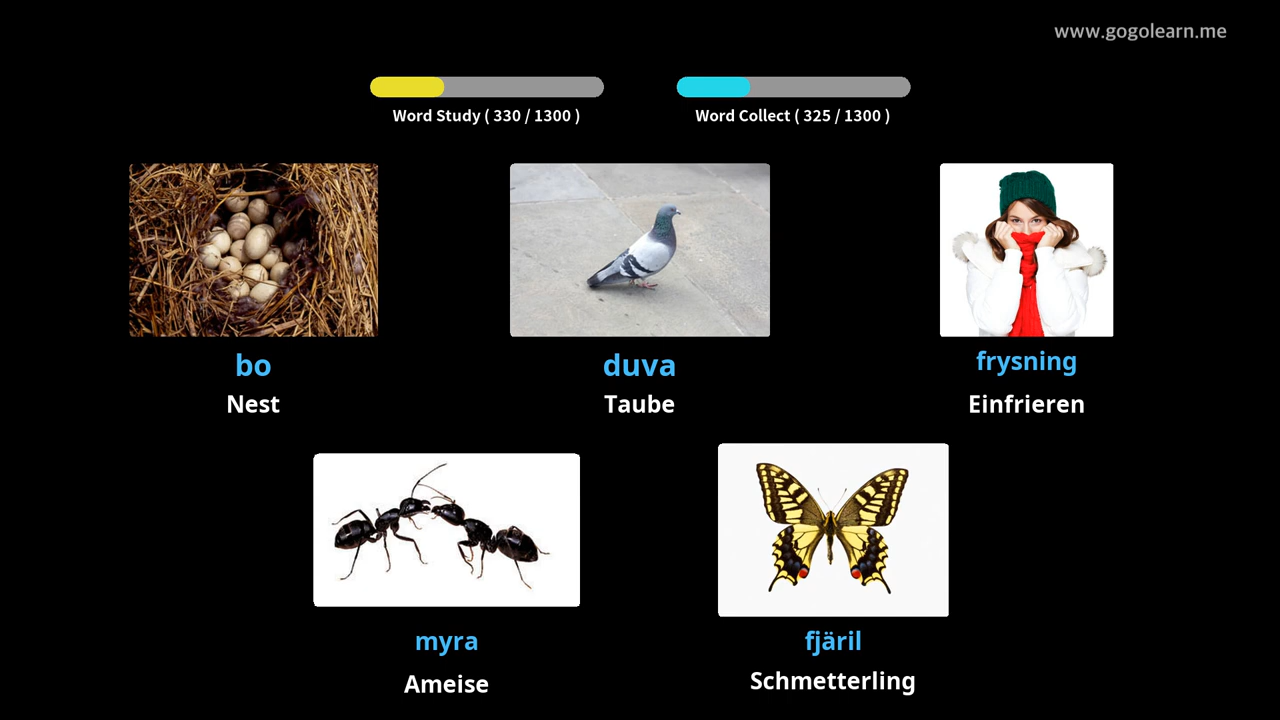 www.gogolearn.me
Word Study ( 330 / 1300 )
Word Collect ( 325 / 1300 )
bo
Nest
duva
Taube
frysning
Einfrieren
myra
Ameise
fjäril
Schmetterling